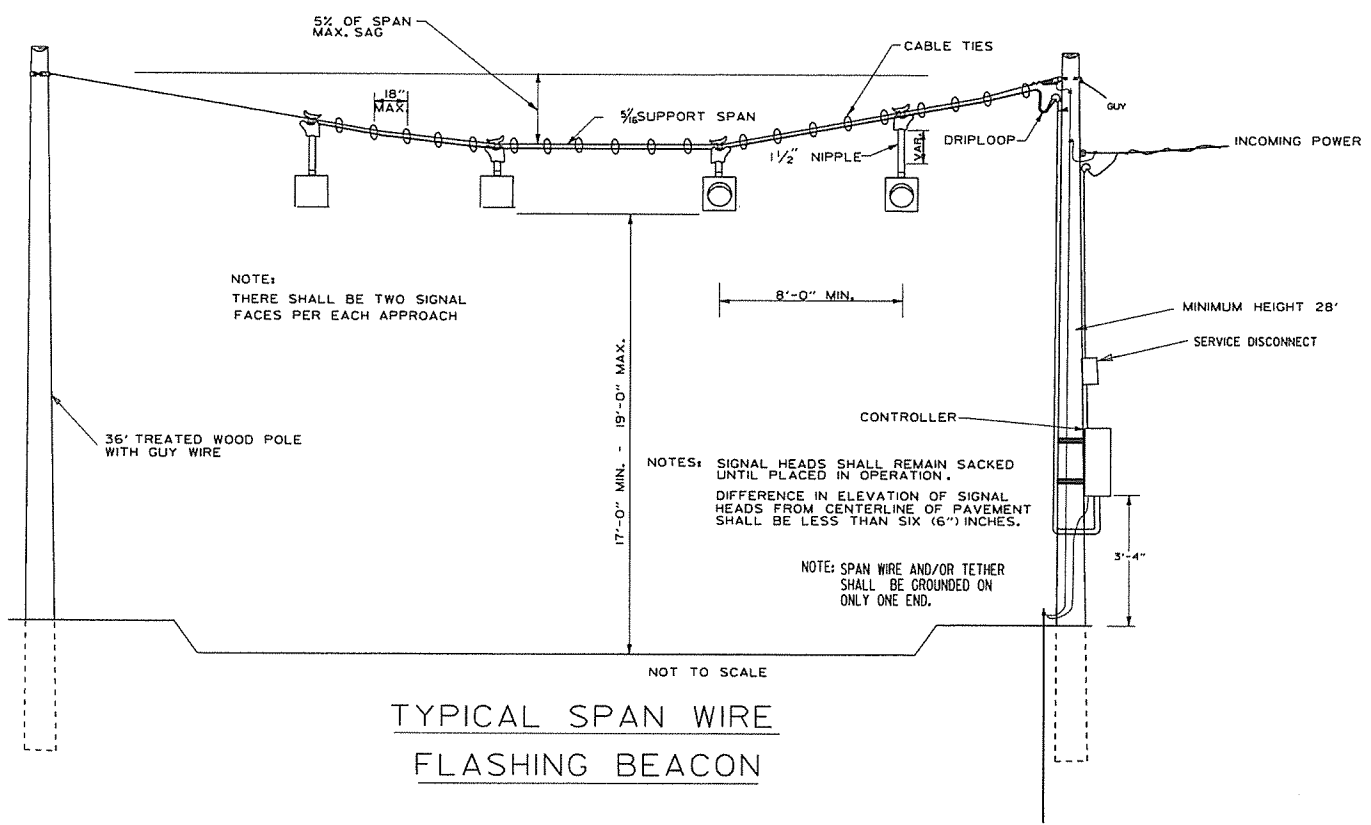 5% OF SPAN
MAX. SAG
CABLE TIES
18"
MAX
5/16 SUPPORT SPAN
GUY
DRIPLOOP
INCOMING POWER
1 1/2" NIPPLE
VAR.
NOTE:
THERE SHALL BE TWO SIGNAL
FACES PER EACH APPROACH
8'-0" MIN.
MINIMUM HEIGHT 28'
SERVICE DISCONNECT
17'-0" MIN. - 19'-0" MAX.
CONTROLLER
36' TREATED WOOD POLE
WITH GUY WIRE
NOTES: SIGNAL HEADS SHALL REMAIN SACKED
UNTIL PLACED IN OPERATION.
DIFFERENCE IN ELEVATION OF SIGNAL
HEADS FROM CENTERLINE OF PAVEMENT
SHALL BE LESS THAN SIX (6") INCHES.
3'-4"
NOTE: SPAN WIRE AND/OR TETHER
SHALL BE GROUNDED ON
ONLY ONE END.
NOT TO SCALE
TYPICAL SPAN WIRE
FLASHING BEACON